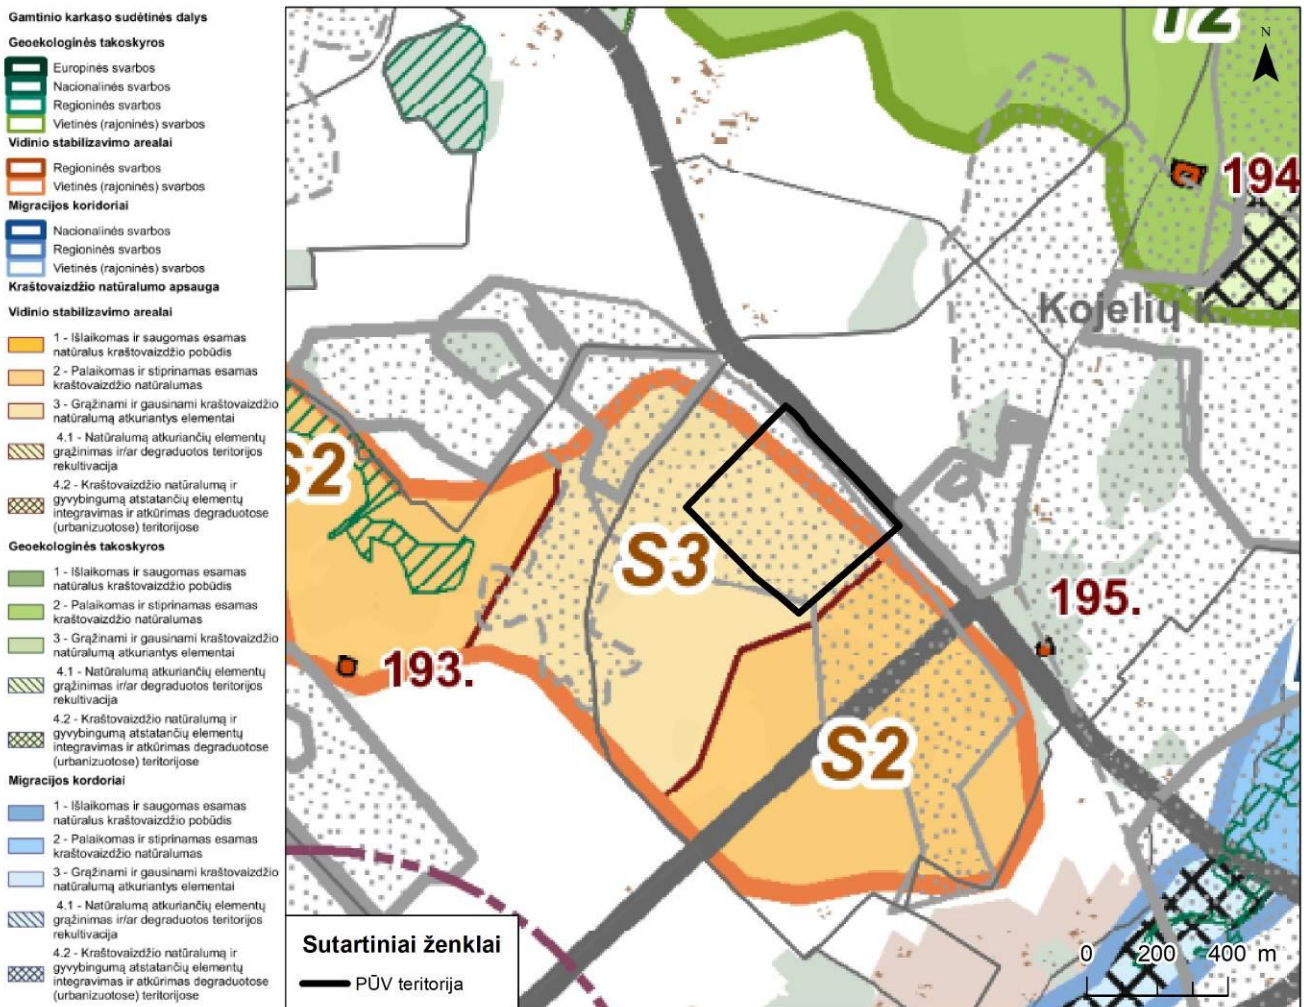 Gamtinio karkaso sudėtinės dalys
Geoekologinės takoskyros
Europinės svarbos
Nacionalinės svarbos
Regioninės svarbos
Vietinės (rajoninės) svarbos
Vidinio stabilizavimo arealai
Regioninės svarbos
Vietinės (rajoninės) svarbos
Migracijos koridoriai
Nacionalinės svarbos
Regioninės svarbos
Vietinės (rajoninės) svarbos
Kraštovaizdžio natūralumo apsauga
Vidinio stabilizavimo arealai
1 - Išlaikomas ir saugomas esamas
natūralus kraštovaizdžio pobūdis
2 - Palaikomas ir stiprinamas esamas
kraštovaizdžio natūralumas
3 - Grąžinami ir gausinami kraštovaizdžio
natūralumą atkuriantys elementai
4.1 - Natūralumą atkuriančių elementų
grąžinimas ir/ar degraduotos teritorijos
rekultivacija
4.2 - Kraštovaizdžio natūralumą ir
gyvybingumą atstatančių elementų
integravimas ir atkūrimas degraduotose
(urbanizuotose) teritorijose
Geoekologinės takoskyros
1 - Išlaikomas ir saugomas esamas
natūralus kraštovaizdžio pobūdis
2 - Palaikomas ir stiprinamas esamas
kraštovaizdžio natūralumas
3 - Grąžinami ir gausinami kraštovaizdžio
natūralumą atkuriantys elementai
4.1 - Natūralumą atkuriančių elementų
grąžinimas ir/ar degraduotos teritorijos
rekultivacija
4.2 - Kraštovaizdžio natūralumą ir
gyvybingumą atstatančių elementų
integravimas ir atkūrimas degraduotose
(urbanizuotose) teritorijose
Migracijos kordoriai
1 - Išlaikomas ir saugomas esamas
natūralus kraštovaizdžio pobūdis
2 - Palaikomas ir stiprinamas esamas
kraštovaizdžio natūralumas
3 - Grąžinami ir gausinami kraštovaizdžio
natūralumą atkuriantys elementai
4.1 - Natūralumą atkuriančių elementų
grąžinimas ir/ar degraduotos teritorijos
rekultivacija
4.2 - Kraštovaizdžio natūralumą ir
gyvybingumą atstatančių elementų
integravimas ir atkūrimas degraduotose
(urbanizuotose) teritorijose
T2
N
194
Kojelių k.
S2
S3
195.
193.
S2
Sutartiniai ženklai
PŪV teritorija
0 200 400 m